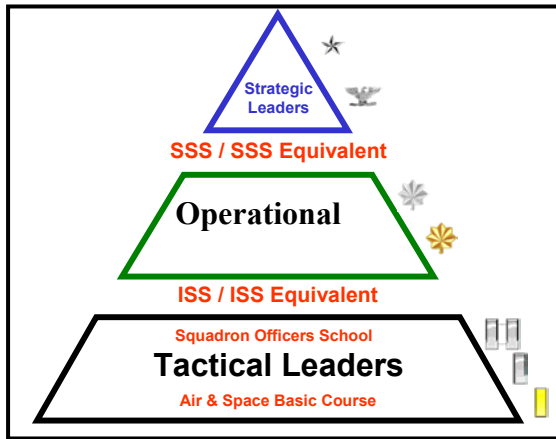 Strategic
Leaders
SSS / SSS Equivalent
Operational
ISS / ISS Equivalent
Squadron Officers School
Tactical Leaders
Air & Space Basic Course